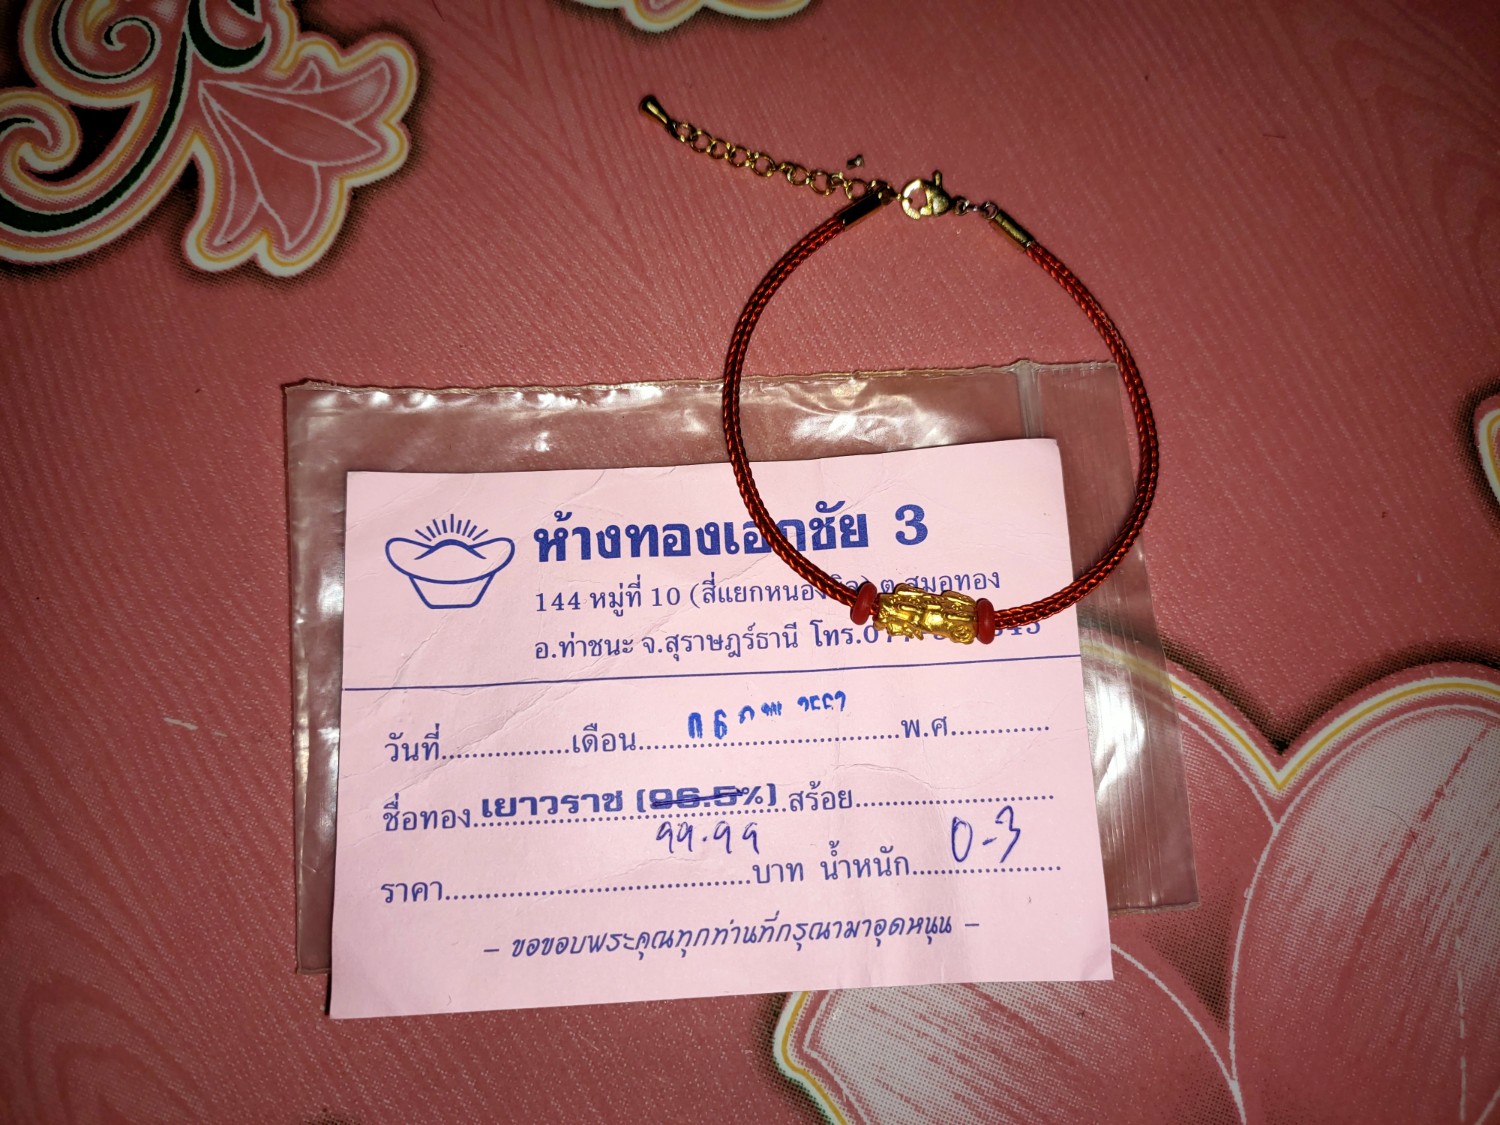 ห้างทองเอกชัย 3
144 หมู่ที่ 10 (สี่แยกหนอง ต.สมอทอง
อ.ท่าชนะ จ.สุราษฎร์ธานี โทร.
วันที่..............เดือน 06 พ.ศ............
ชื่อทอง เยาวราช (96.5%) สร้อย......................
99.99
ราคา..................................บาท น้ำหนัก 0-3
- ขอขอบพระคุณทุกท่านที่กรุณามาอุดหนุน -